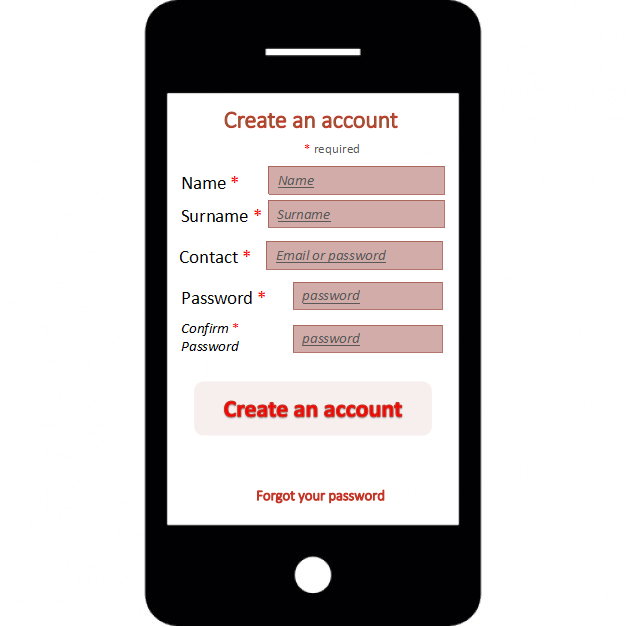 Create an account
* required
Name * Name
Surname * Surname
Contact * Email or password
Password * password
Confirm *
Password password
Create an account
Forgot your password